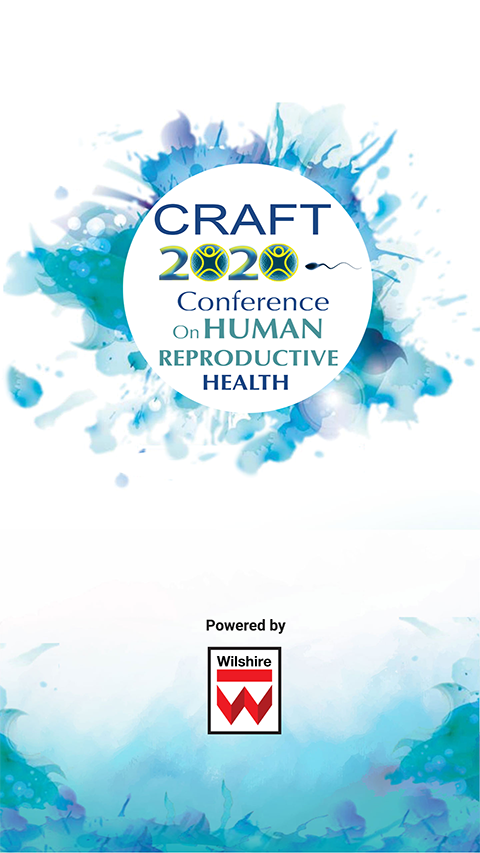 CRAFT
2020
Conference
On HUMAN
REPRODUCTIVE
HEALTH
Powered by
Wilshire